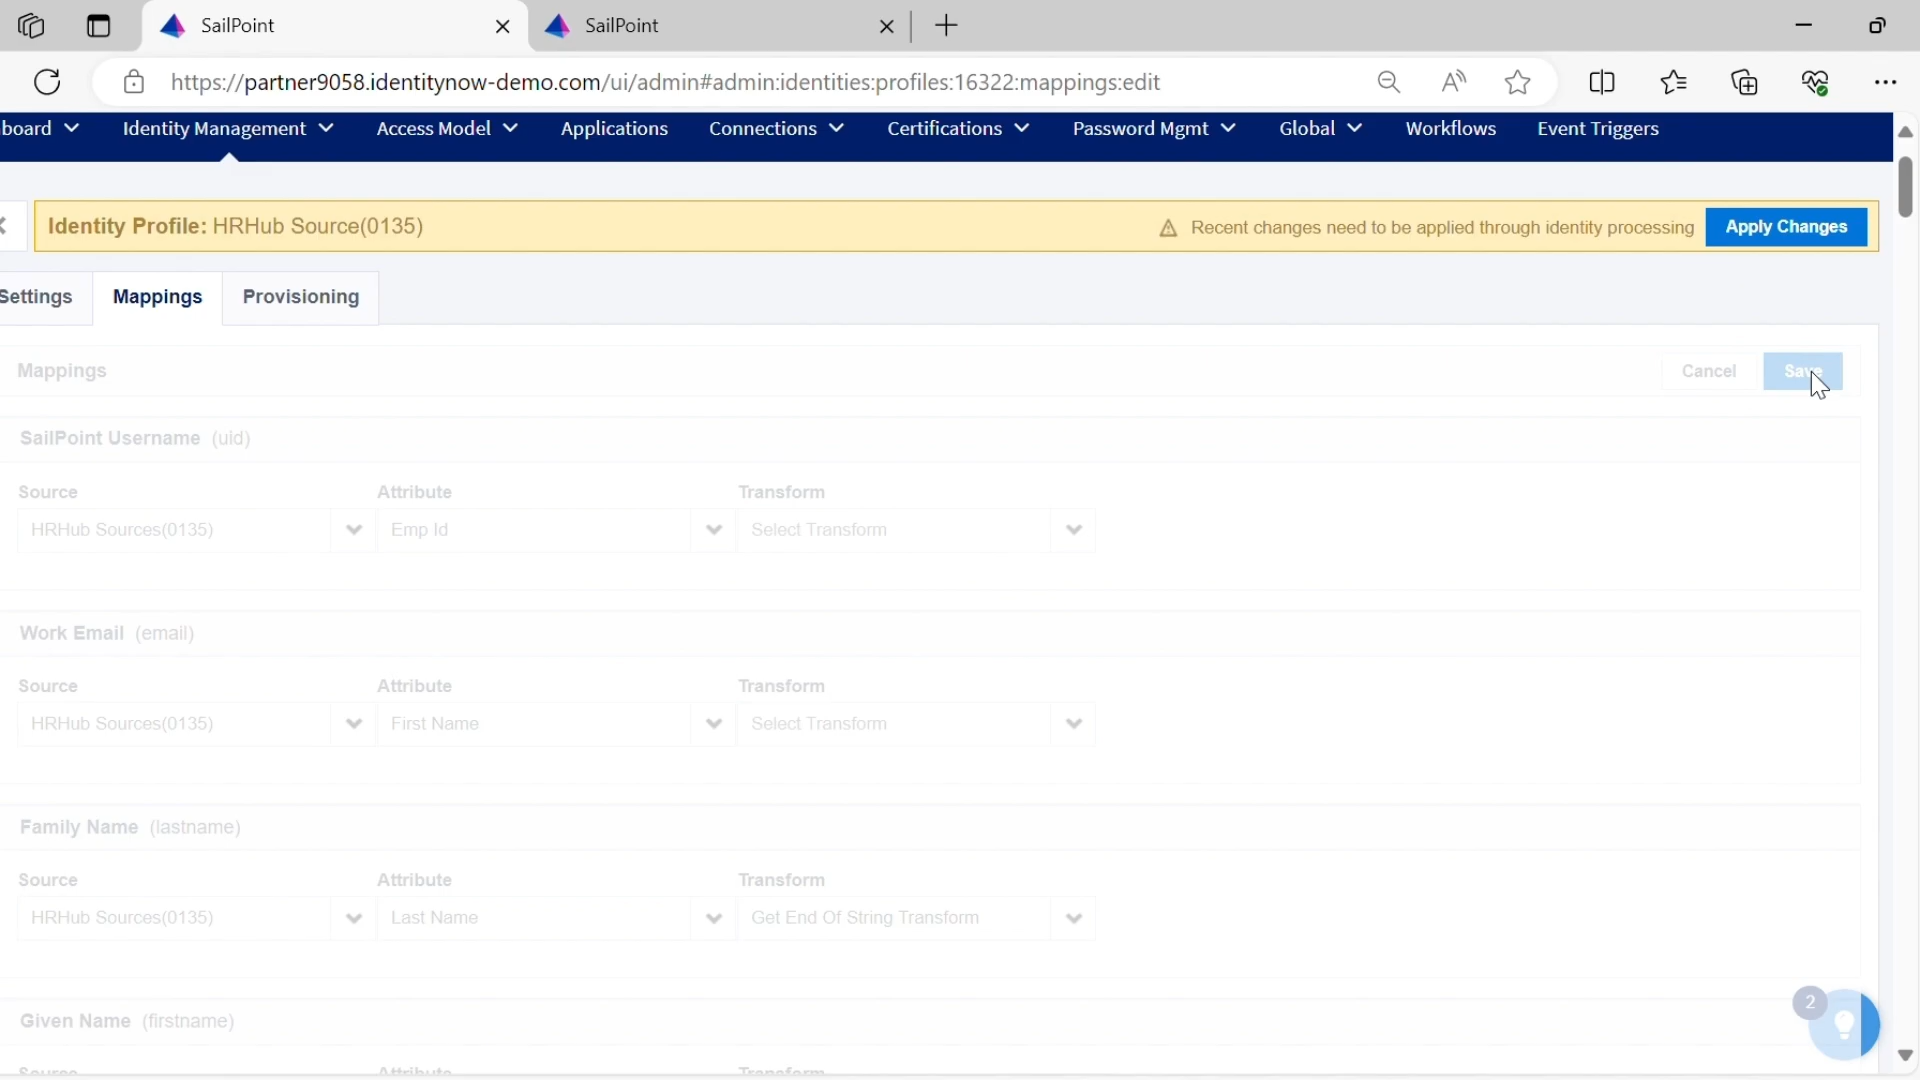 SailPoint
SailPoint
https://partner9058.identitynow-demo.com/ui/admin#admin:identities:profiles:16322:mappings:edit
board Identity Management Access Model Applications Connections Certifications Password Mgmt Global Workflows Event Triggers
Identity Profile: HRHub Source(0135) Recent changes need to be applied through identity processing Apply Changes
Settings Mappings Provisioning
Mappings Cancel Save
SailPoint Username (uid)
Source Attribute Transform
HRHub Sources(0135) Emp Id Select Transform
Work Email (email)
Source Attribute Transform
HRHub Sources(0135) First Name Select Transform
Family Name (lastname)
Source Attribute Transform
HRHub Sources(0135) Last Name Get End Of String Transform
2
Given Name (firstname)
Source Attribute Transform